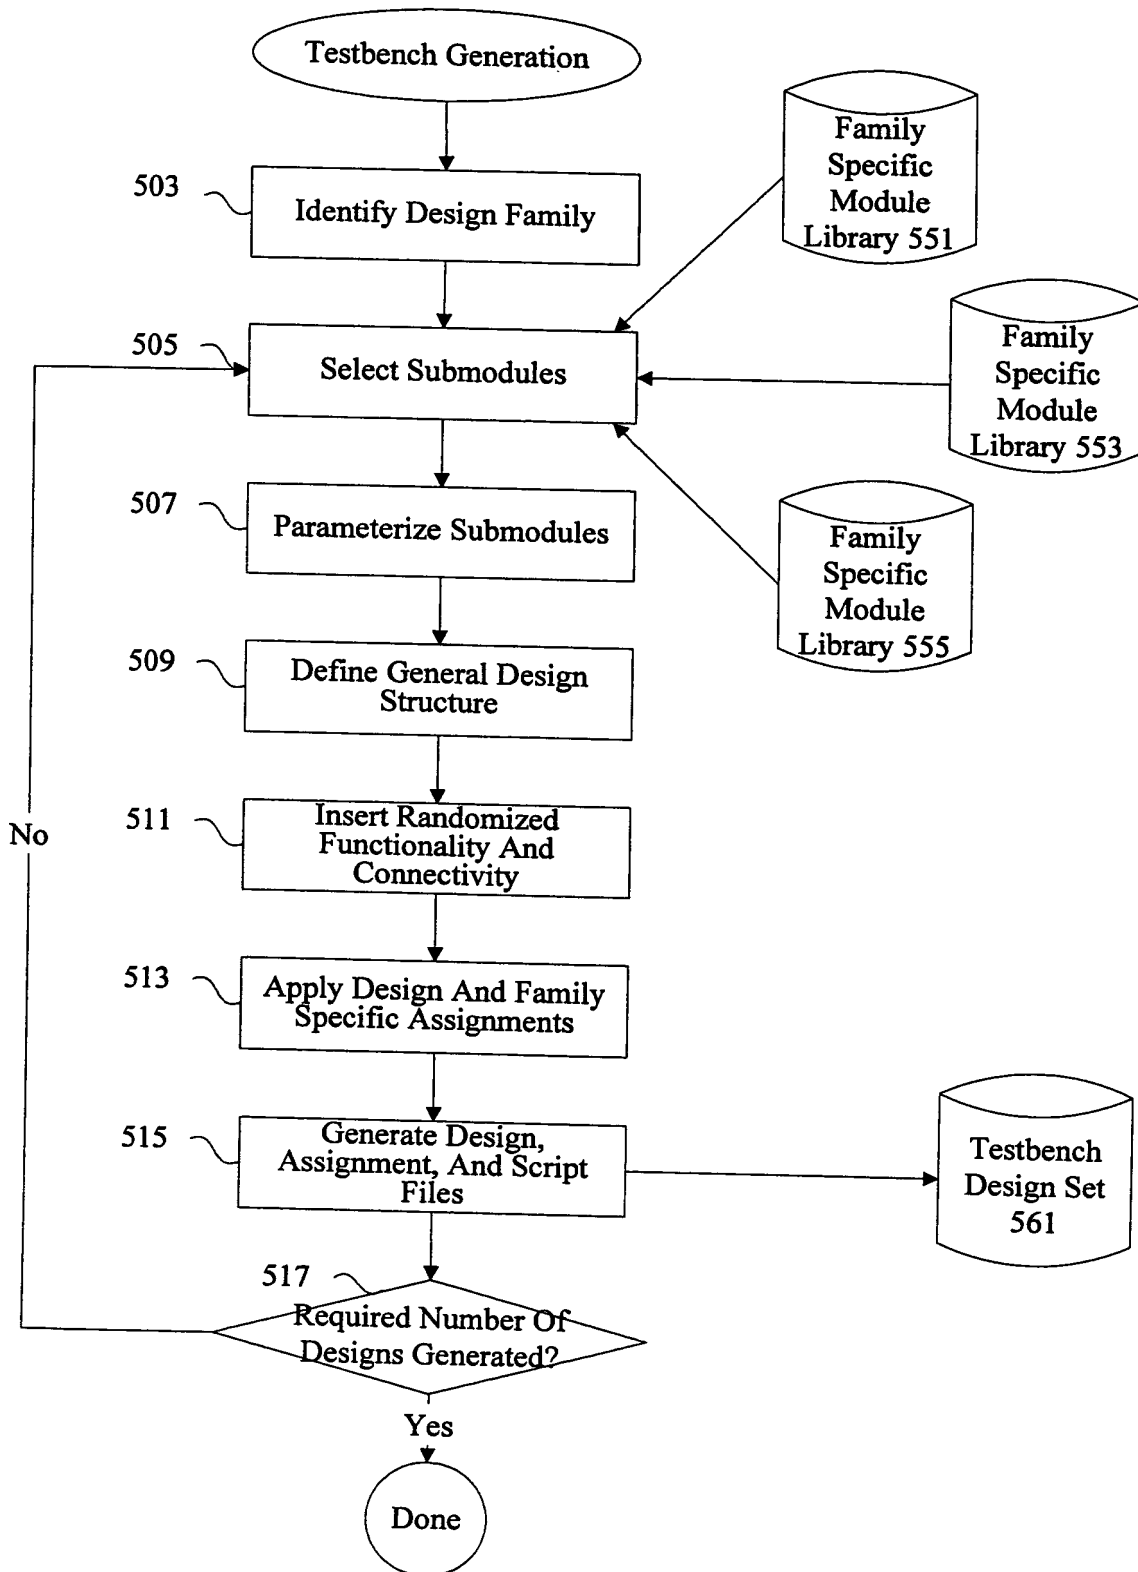 Testbench Generation
Family
Specific
Module
Library 551
503
Identify Design Family
Family
Specific
Module
Library 553
505
Select Submodules
507
Parameterize Submodules
Family
Specific
Module
Library 555
509
Define General Design
Structure
511
Insert Randomized
Functionality And
Connectivity
No
513
Apply Design And Family
Specific Assignments
515
Generate Design,
Assignment, And Script
Files
Testbench
Design Set
561
517
Required Number Of
Designs Generated?
Yes
Done